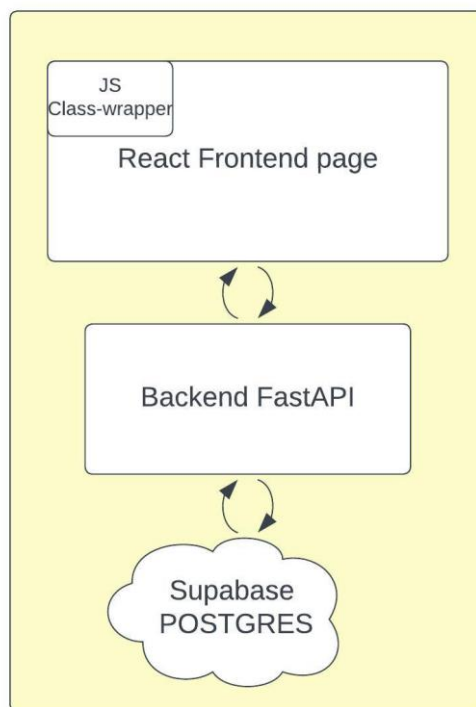 JS
Class-wrapper
React Frontend page
Backend FastAPI
Supabase
POSTGRES